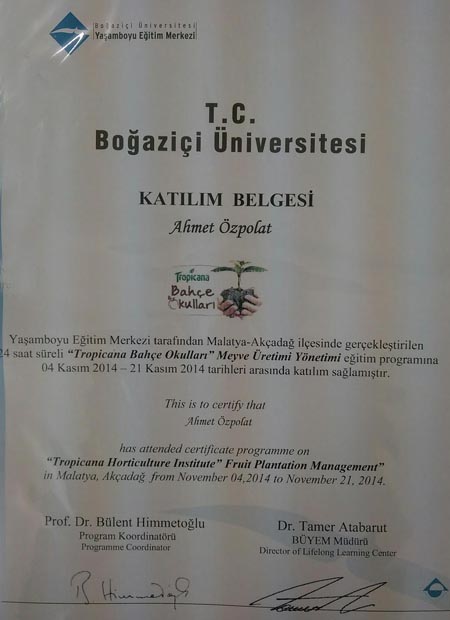 Boğaziçi Üniversitesi
Yaşamboyu Eğitim Merkezi
T.C.
Boğaziçi Üniversitesi
KATILIM BELGESİ
Ahmet Özpolat
Tropicana
Bahçe
Okulları
Yaşamboyu Eğitim Merkezi tarafından Malatya-Akçadağ ilçesinde gerçekleştirilen
24 saat süreli “Tropicana Bahçe Okulları” Meyve Üretimi Yönetimi eğitim programına
04 Kasım 2014 – 21 Kasım 2014 tarihleri arasında katılım sağlamıştır.
This is to certify that
Ahmet Özpolat
has attended certificate programme on
“Tropicana Horticulture Institute” Fruit Plantation Management”
in Malatya, Akçadağ from November 04,2014 to November 21, 2014.
Prof. Dr. Bülent Himmetoğlu
Program Koordinatörü
Programme Coordinator
Dr. Tamer Atabarut
BÜYEM Müdürü
Director of Lifelong Learning Center